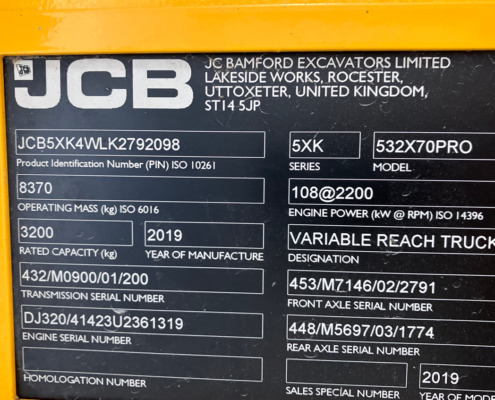 JCB
JC BAMFORD EXCAVATORS LIMITED
LAKESIDE WORKS, ROCESTER,
UTTOXETER, UNITED KINGDOM,
ST14 5JP
JCB5XK4WLK2792098
Product Identification Number (PIN) ISO 10261
5XK
SERIES
532X70PRO
MODEL
8370
OPERATING MASS (kg) ISO 6016
108@2200
ENGINE POWER (kW @ RPM) ISO 14396
3200
RATED CAPACITY (kg)
2019
YEAR OF MANUFACTURE
VARIABLE REACH TRUCK
DESIGNATION
432/M0900/01/200
TRANSMISSION SERIAL NUMBER
453/M7146/02/2791
FRONT AXLE SERIAL NUMBER
DJ320/41423U2361319
ENGINE SERIAL NUMBER
448/M5697/03/1774
REAR AXLE SERIAL NUMBER
HOMOLOGATION NUMBER
SALES SPECIAL NUMBER
2019
YEAR OF MODE